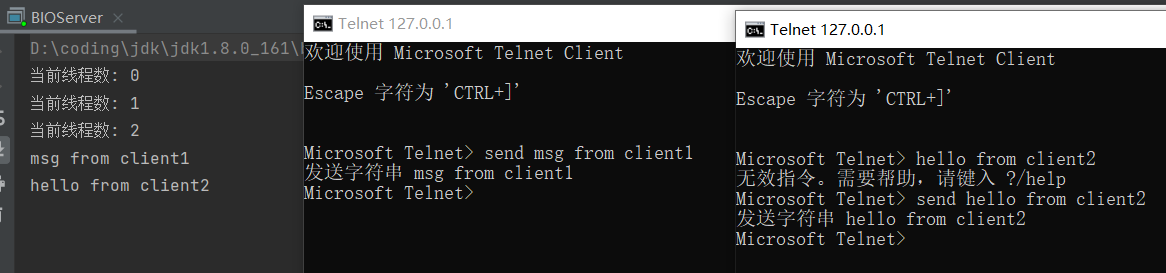 BIOServer
D:\coding\jdk\jdk1.8.0_161\
当前线程数: 0
当前线程数: 1
当前线程数: 2
msg from client1
hello from client2
Telnet 127.0.0.1
欢迎使用 Microsoft Telnet Client
Escape 字符为 'CTRL+]'
Microsoft Telnet> send msg from client1
发送字符串 msg from client1
Microsoft Telnet>
Telnet 127.0.0.1
欢迎使用 Microsoft Telnet Client
Escape 字符为 'CTRL+]'
Microsoft Telnet> hello from client2
无效指令。需要帮助，请键入 ?/help
Microsoft Telnet> send hello from client2
发送字符串 hello from client2
Microsoft Telnet>